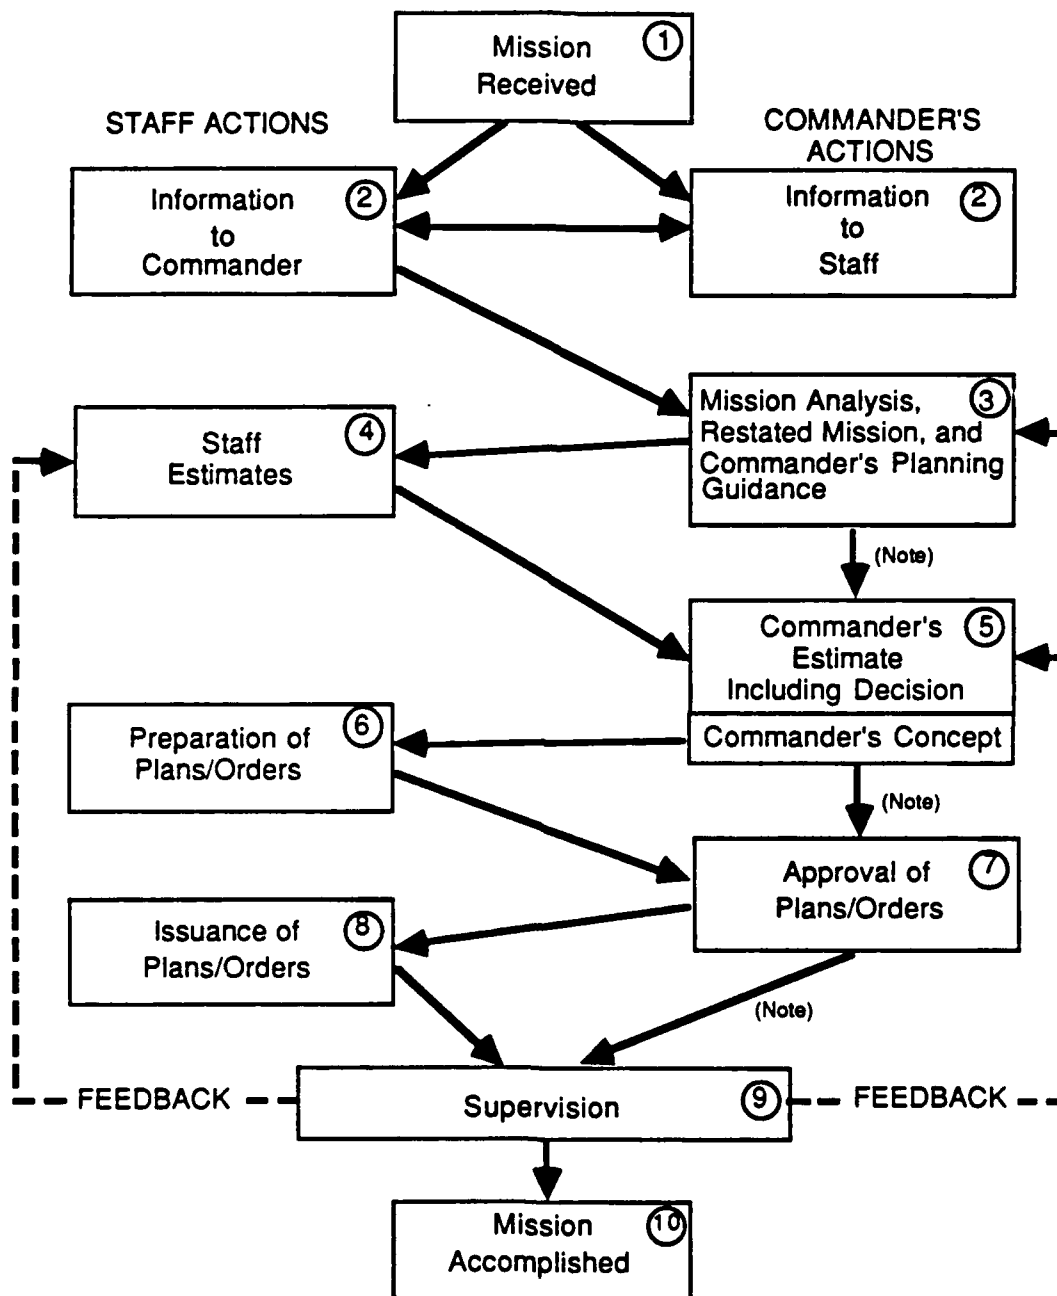 Mission
Received
1
STAFF ACTIONS
COMMANDER'S
ACTIONS
Information
to
Commander
2
Information
to
Staff
2
Mission Analysis,
Restated Mission, and
Commander's Planning
Guidance
3
Staff
Estimates
4
(Note)
Commander's
Estimate
Including Decision
5
Commander's Concept
Preparation of
Plans/Orders
6
(Note)
Approval of
Plans/Orders
7
Issuance of
Plans/Orders
8
(Note)
FEEDBACK
Supervision
9
FEEDBACK
Mission
Accomplished
10